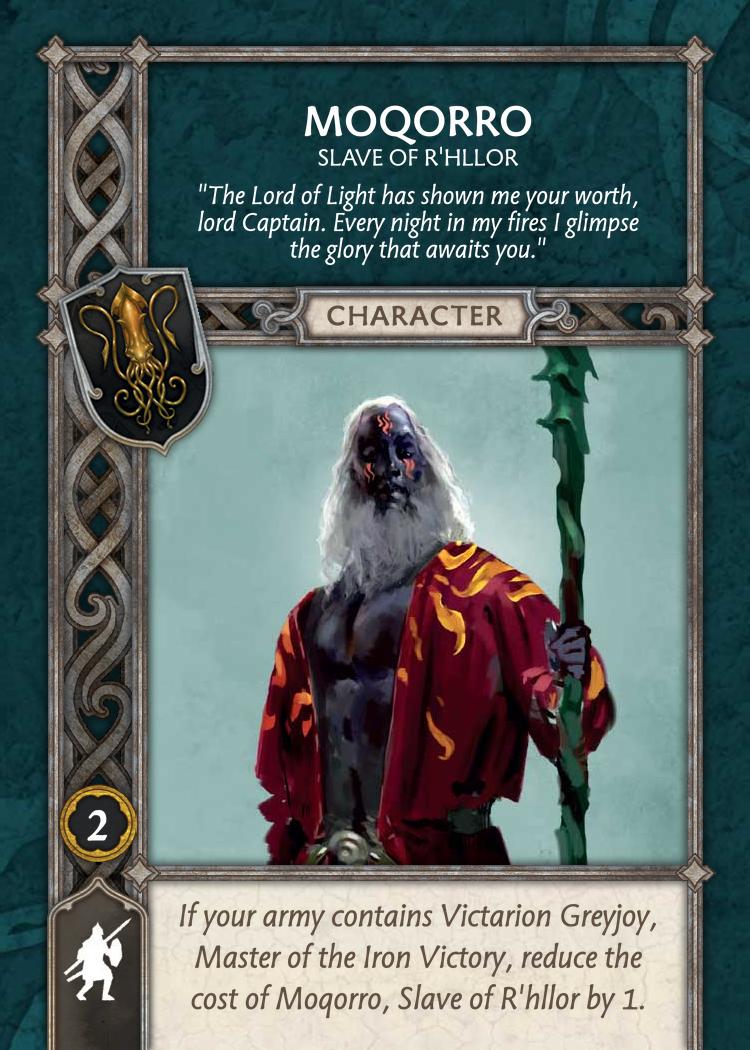 MOQORRO
SLAVE OF R'HLLOR
"The Lord of Light has shown me your worth,
lord Captain. Every night in my fires I glimpse
the glory that awaits you."
CHARACTER
2
If your army contains Victarion Greyjoy,
Master of the Iron Victory, reduce the
cost of Moqorro, Slave of R'hllor by 1.